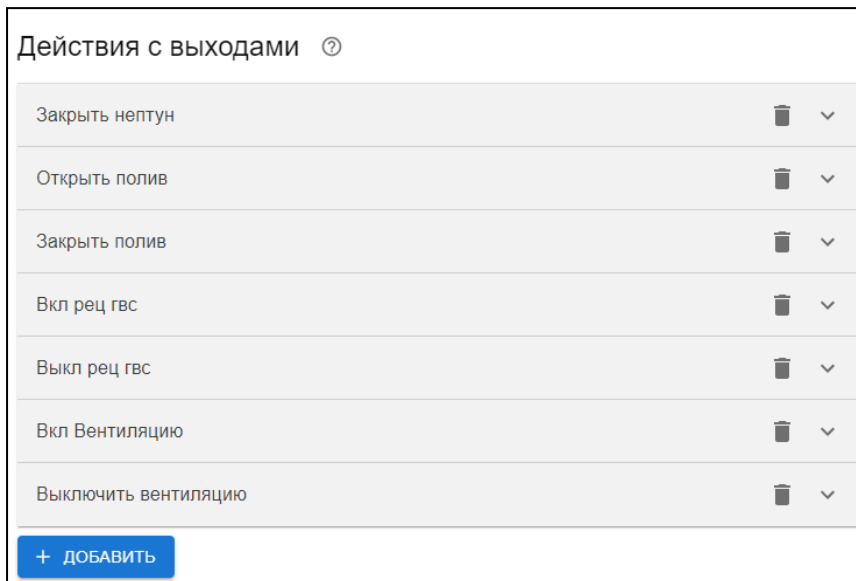 Действия с выходами
Закрыть нептун
Открыть полив
Закрыть полив
Вкл рец гвс
Выкл рец гвс
Вкл Вентиляцию
Выключить вентиляцию
+ ДОБАВИТЬ